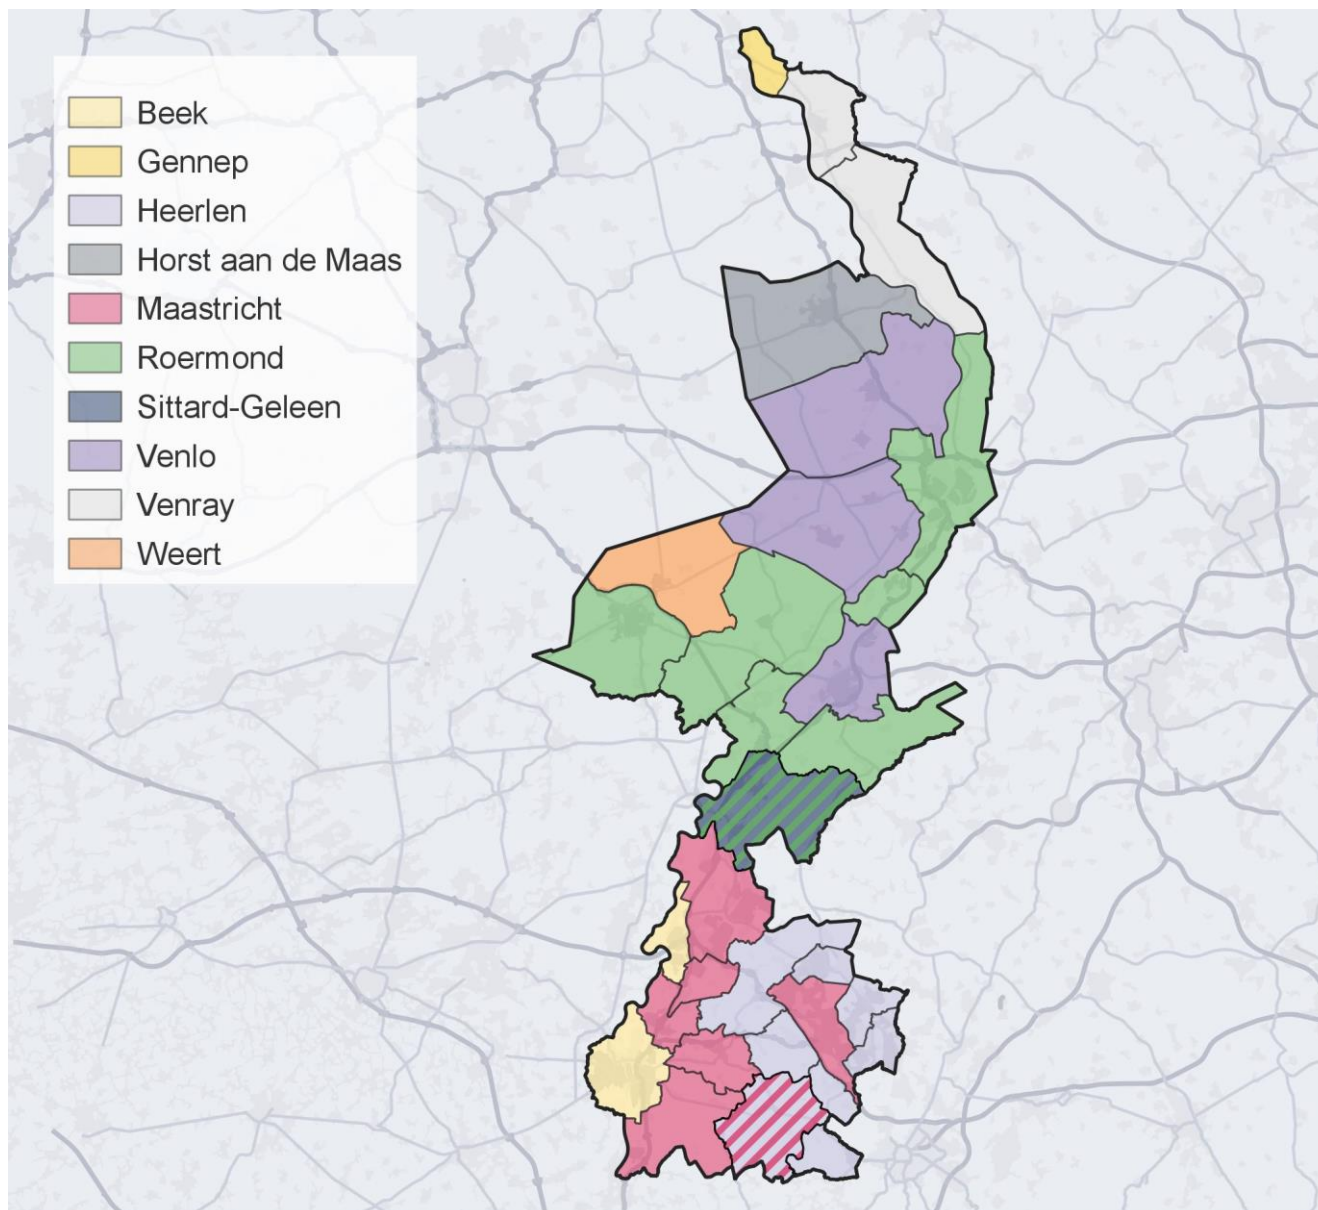 Beek
Gennep
Heerlen
Horst aan de Maas
Maastricht
Roermond
Sittard-Geleen
Venlo
Venray
Weert